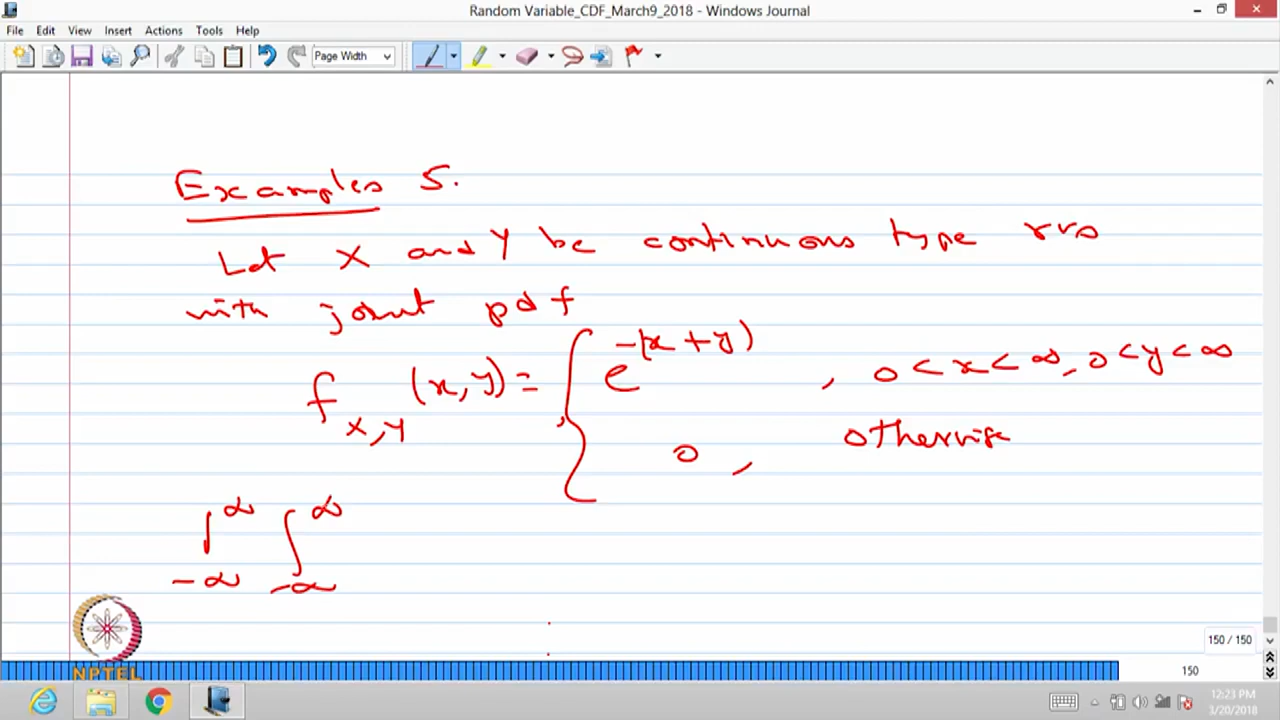 Random Variable_CDF_March9_2018 - Windows Journal
File Edit View Insert Actions Tools Help
Page Width
Examples 5.
Let X and Y be continuous type rvs
with joint pdf
f_{X,Y}(x,y) = { e^{-(x+y)} , 0<x<∞, 0<y<∞
0 , otherwise
∫_{-∞}^{∞} ∫_{-∞}^{∞}
150 / 150
NPTEL
150
12:23 PM
3/20/2018